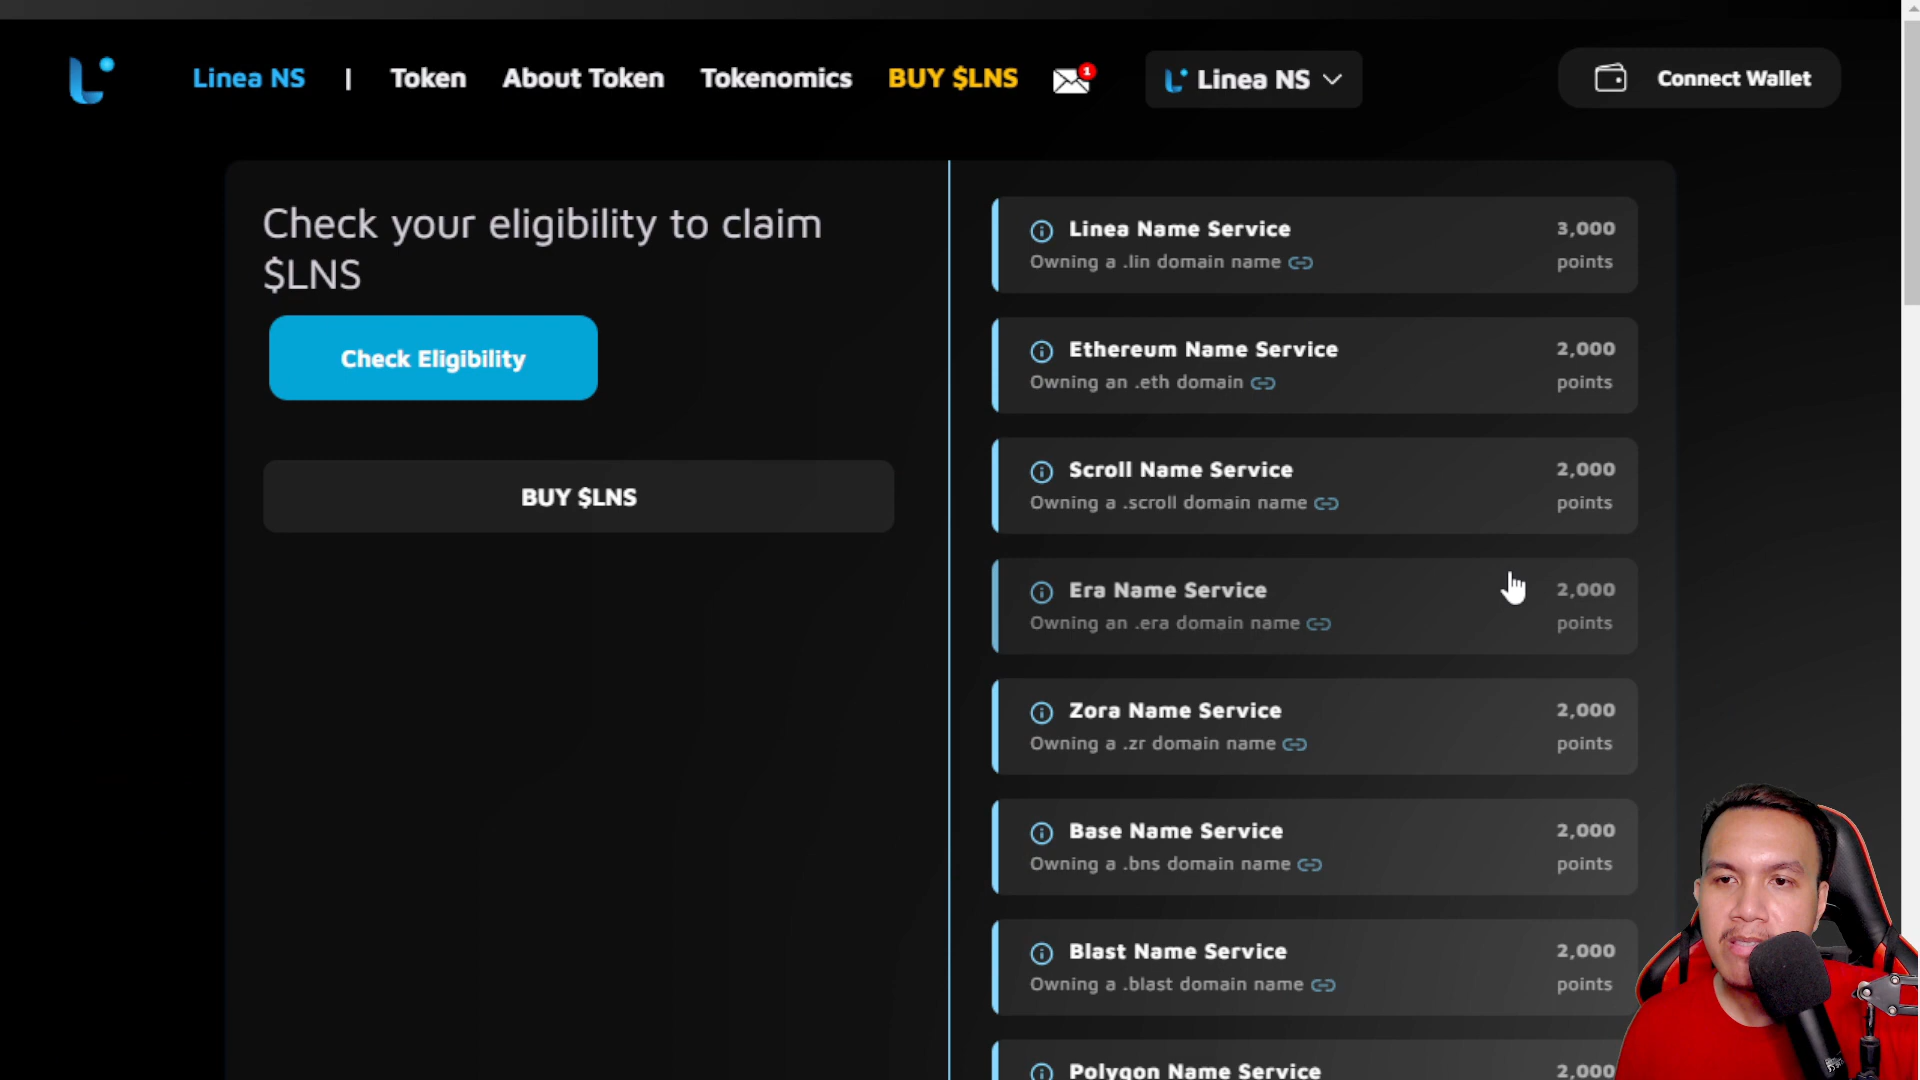 Linea NS | Token About Token Tokenomics BUY $LNS 1 Linea NS Connect Wallet
Check your eligibility to claim
$LNS
Check Eligibility
BUY $LNS
Linea Name Service 3,000
Owning a .lin domain name points
Ethereum Name Service 2,000
Owning an .eth domain points
Scroll Name Service 2,000
Owning a .scroll domain name points
Era Name Service 2,000
Owning an .era domain name points
Zora Name Service 2,000
Owning a .zr domain name points
Base Name Service 2,000
Owning a .bns domain name points
Blast Name Service 2,000
Owning a .blast domain name points
Polygon Name Service 2,000